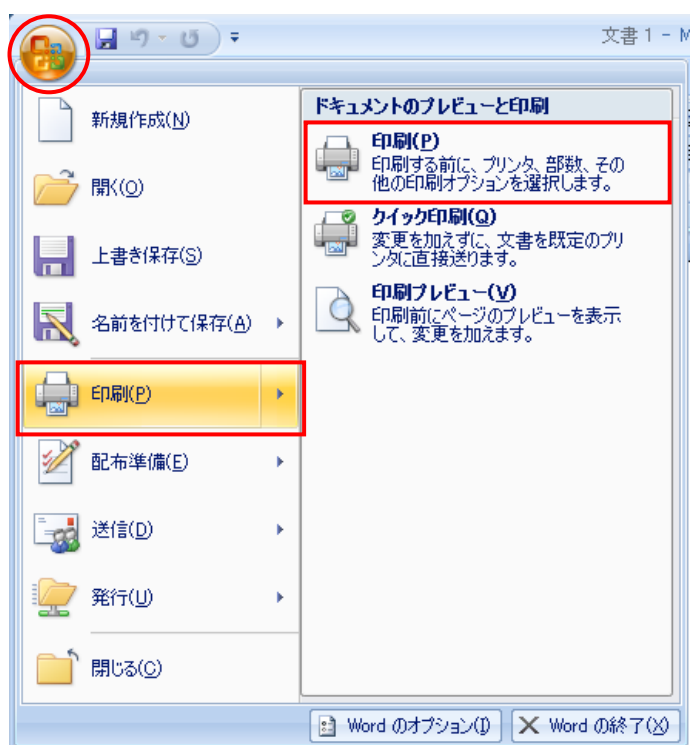 文書 1 - M
新規作成(N)
開く(O)
上書き保存(S)
名前を付けて保存(A)
印刷(P)
配布準備(E)
送信(D)
発行(U)
閉じる(C)
ドキュメントのプレビューと印刷
印刷(P)
印刷する前に、プリンタ、部数、その
他の印刷オプションを選択します。
クイック印刷(Q)
変更を加えずに、文書を既定のプリ
ンタに直接送ります。
印刷プレビュー(V)
印刷前にページのプレビューを表示
して、変更を加えます。
Word のオプション(I)
Word の終了(X)